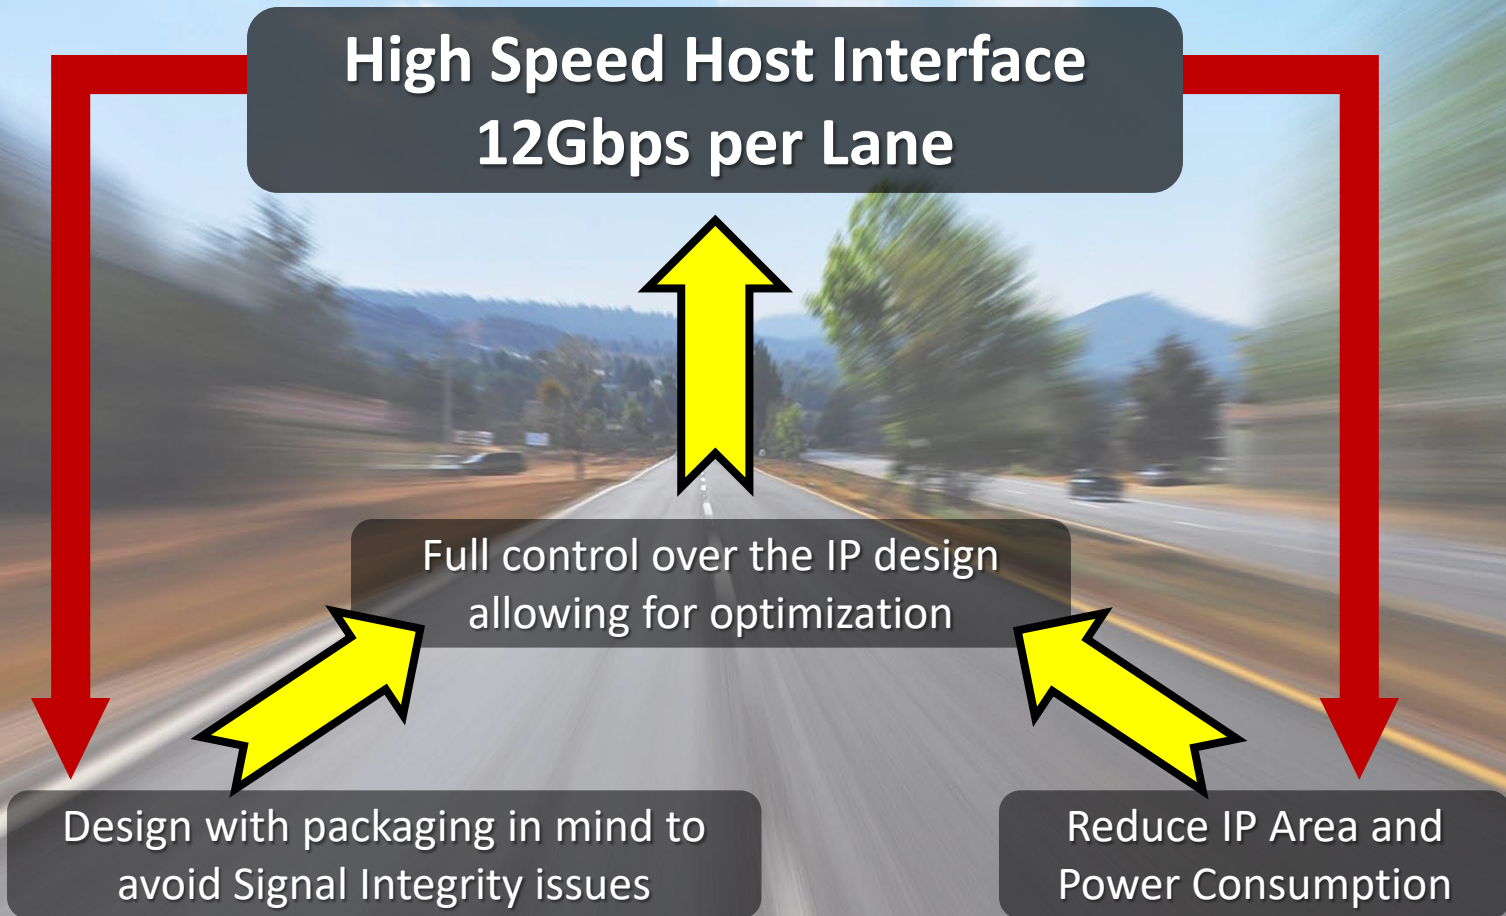 High Speed Host Interface
12Gbps per Lane
Full control over the IP design
allowing for optimization
Design with packaging in mind to
avoid Signal Integrity issues
Reduce IP Area and
Power Consumption